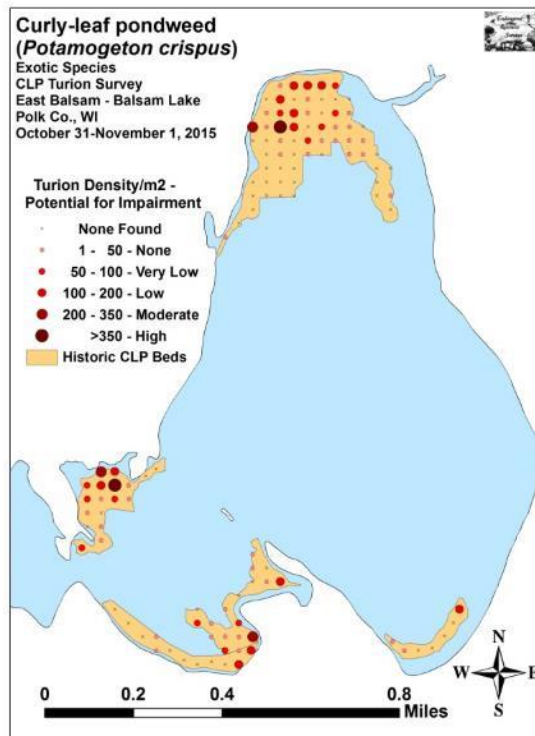 Curly-leaf pondweed
(Potamogeton crispus)
Exotic Species
CLP Turion Survey
East Balsam - Balsam Lake
Polk Co., WI
October 31-November 1, 2015
Turion Density/m2 -
Potential for Impairment
None Found
1 - 50 - None
50 - 100 - Very Low
100 - 200 - Low
200 - 350 - Moderate
>350 - High
Historic CLP Beds
N
W E
S
0 0.2 0.4 0.8
Miles